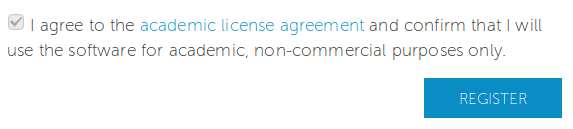 I agree to the academic license agreement and confirm that I will
use the software for academic, non-commercial purposes only.
REGISTER